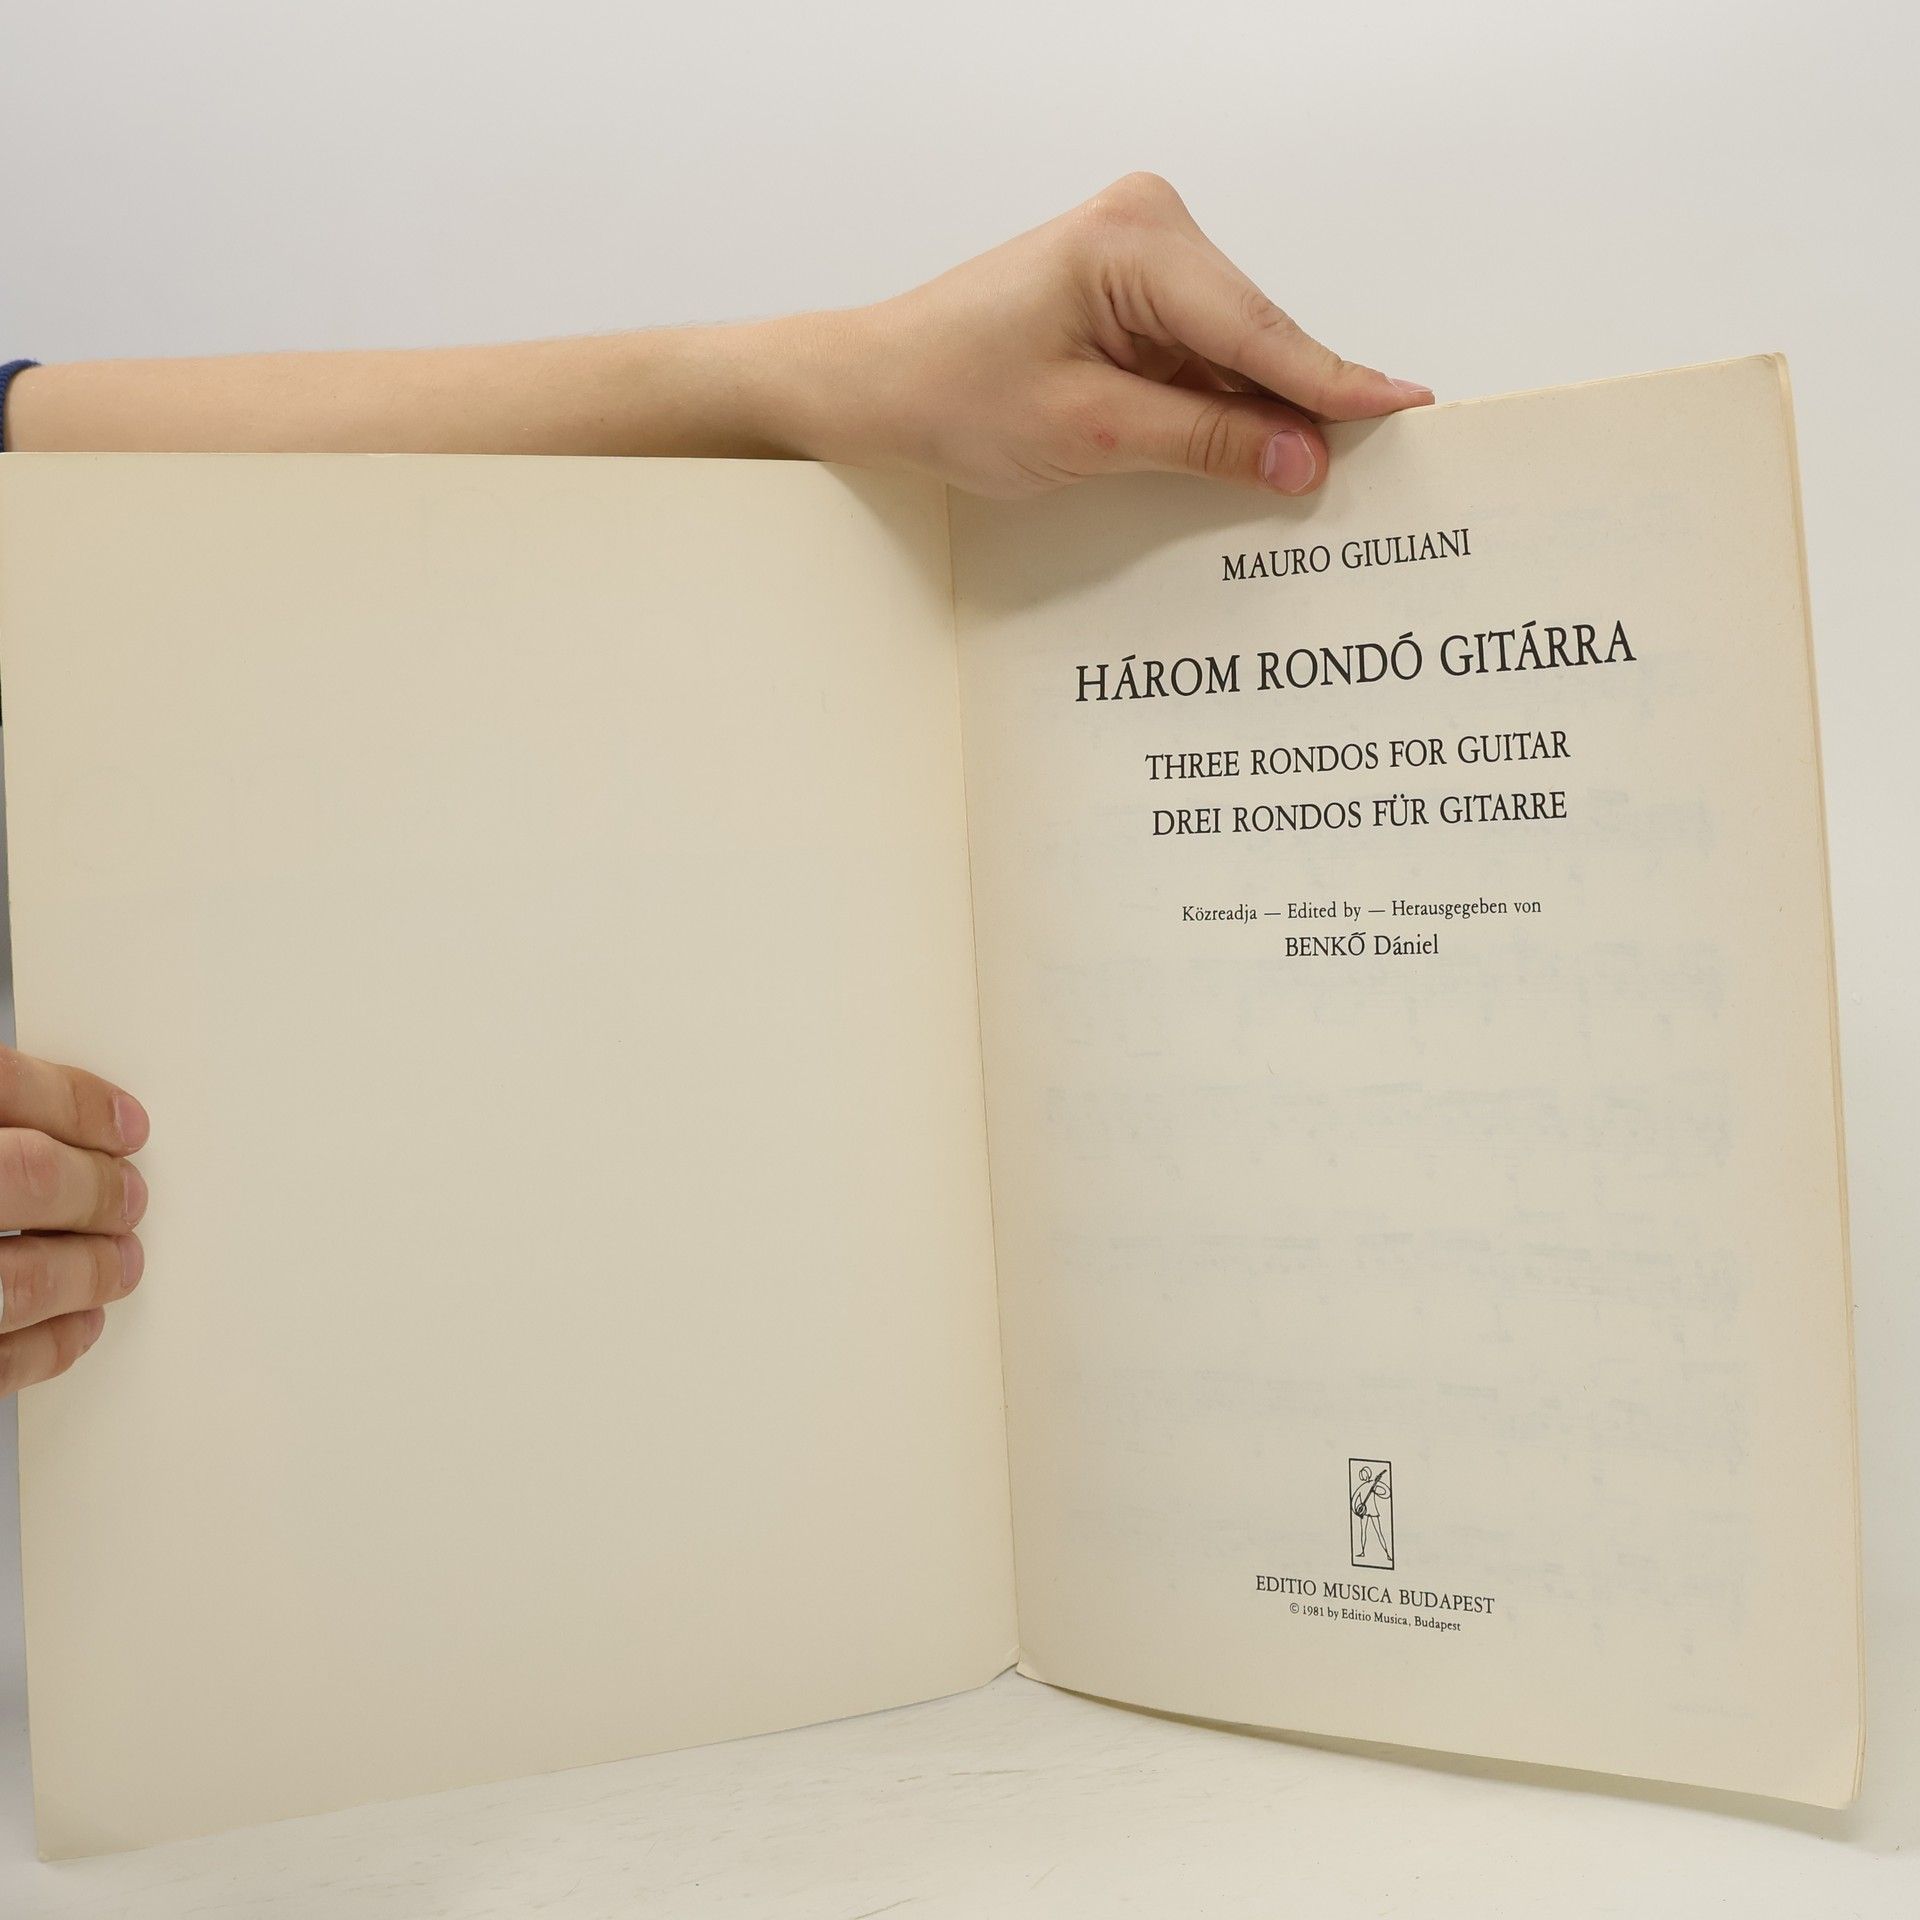 MAURO GIULIANI
HÁROM RONDÓ GITÁRRA
THREE RONDOS FOR GUITAR
DREI RONDOS FÜR GITARRE
Közreadja — Edited by — Herausgegeben von
BENKŐ Dániel
EDITIO MUSICA BUDAPEST
© 1981 by Editio Musica, Budapest